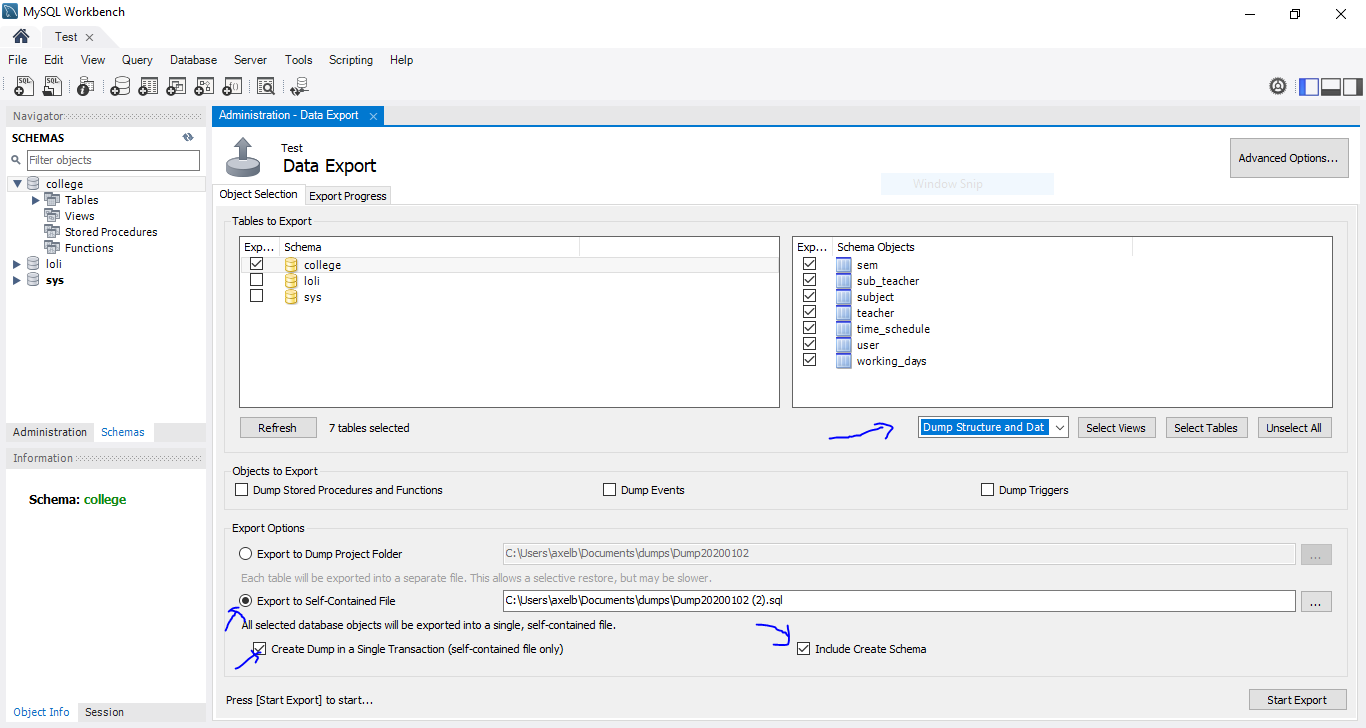 MySQL Workbench
Test
File Edit View Query Database Server Tools Scripting Help
Navigator
SCHEMAS
Filter objects
college
Tables
Views
Stored Procedures
Functions
loli
sys
Administration Schemas
Information
Schema: college
Object Info Session
Administration - Data Export
Test
Data Export
Advanced Options...
Window Snip
Object Selection Export Progress
Tables to Export
Exp... Schema
college
loli
sys
Exp... Schema Objects
sem
sub_teacher
subject
teacher
time_schedule
user
working_days
Refresh 7 tables selected Dump Structure and Dat Select Views Select Tables Unselect All
Objects to Export
Dump Stored Procedures and Functions Dump Events Dump Triggers
Export Options
Export to Dump Project Folder C:\Users\axelb\Documents\dumps\Dump20200102 ...
Each table will be exported into a separate file. This allows a selective restore, but may be slower.
Export to Self-Contained File C:\Users\axelb\Documents\dumps\Dump20200102 (2).sql ...
All selected database objects will be exported into a single, self-contained file.
Create Dump in a Single Transaction (self-contained file only) Include Create Schema
Press [Start Export] to start... Start Export